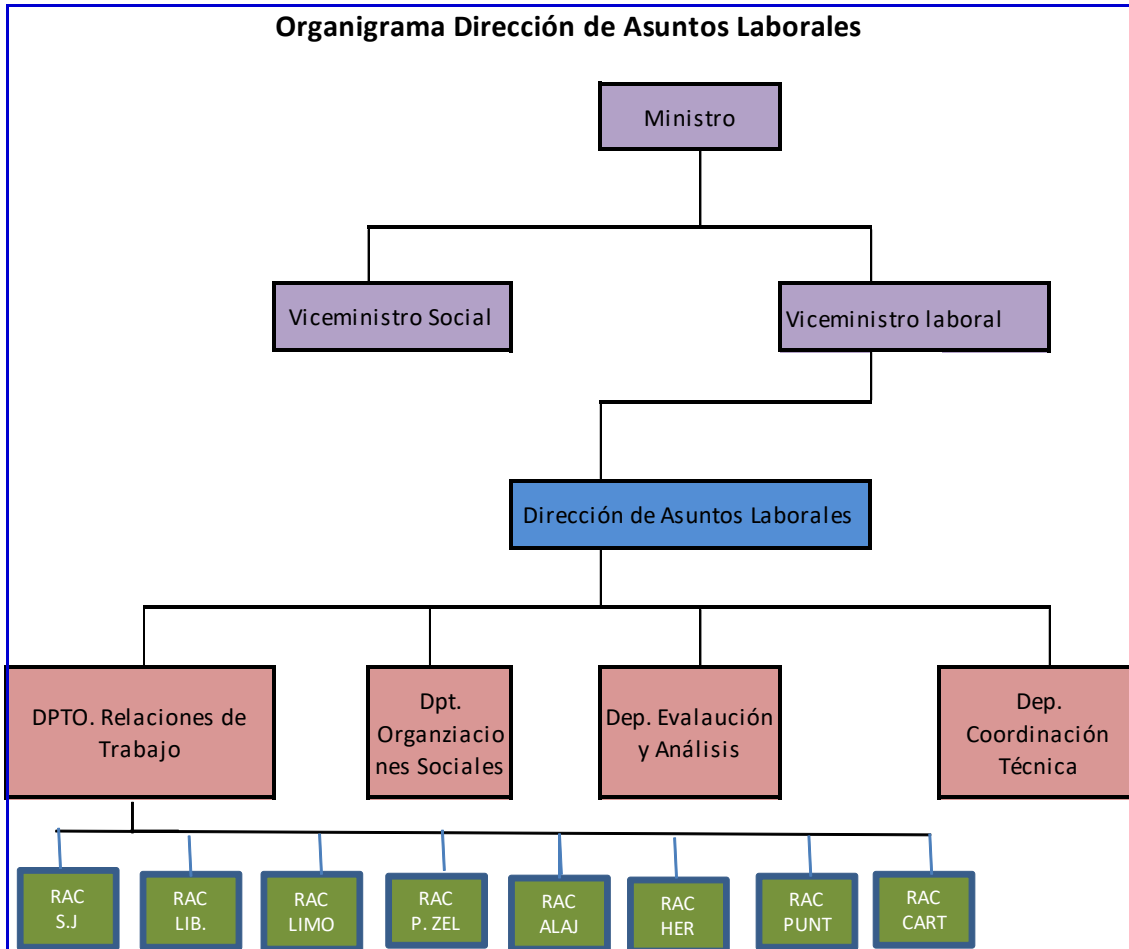 Organigrama Dirección de Asuntos Laborales
Ministro
Viceministro Social
Viceministro laboral
Dirección de Asuntos Laborales
DPTO. Relaciones de
Trabajo
Dpt.
Organziacio
nes Sociales
Dep. Evalaución
y Análisis
Dep.
Coordinación
Técnica
RAC
S.J
RAC
LIB.
RAC
LIMO
RAC
P. ZEL
RAC
ALAJ
RAC
HER
RAC
PUNT
RAC
CART